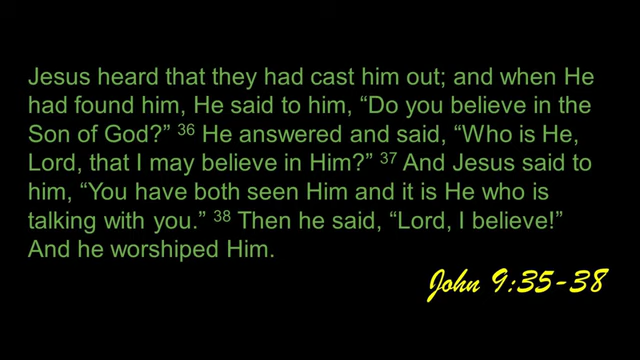 Jesus heard that they had cast him out; and when He
had found him, He said to him, “Do you believe in the
Son of God?” 36 He answered and said, “Who is He,
Lord, that I may believe in Him?” 37 And Jesus said to
him, “You have both seen Him and it is He who is
talking with you.” 38 Then he said, “Lord, I believe!”
And he worshiped Him.
John 9:35-38